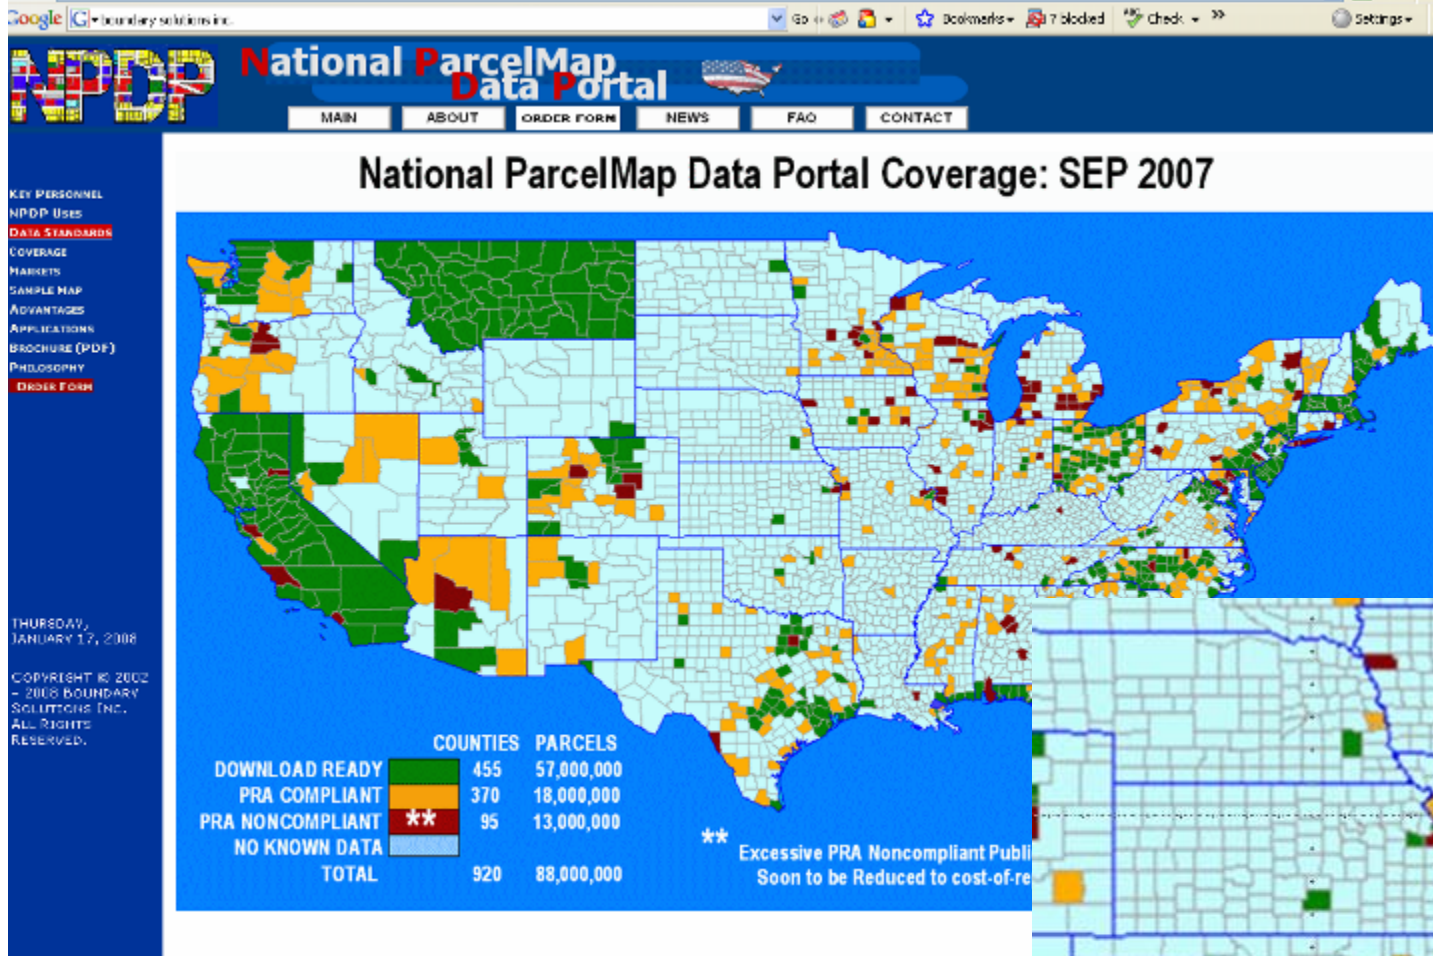 Google G boundary solutions inc. Go Bookmarks 7 blocked Check Settings
NPDP
National ParcelMap
Data Portal
MAIN ABOUT ORDER FORM NEWS FAQ CONTACT
National ParcelMap Data Portal Coverage: SEP 2007
KEY PERSONNEL
NPDP USES
DATA STANDARDS
COVERAGE
MARKETS
SAMPLE MAP
ADVANTAGES
APPLICATIONS
BROCHURE (PDF)
PHILOSOPHY
ORDER FORM
THURSDAY,
JANUARY 17, 2008
COPYRIGHT © 2002
- 2008 BOUNDARY
SOLUTIONS INC.
ALL RIGHTS
RESERVED.
COUNTIES PARCELS
DOWNLOAD READY 455 57,000,000
PRA COMPLIANT 370 18,000,000
PRA NONCOMPLIANT ** 95 13,000,000
NO KNOWN DATA
TOTAL 920 88,000,000
** Excessive PRA Noncompliant Publi
Soon to be Reduced to cost-of-re